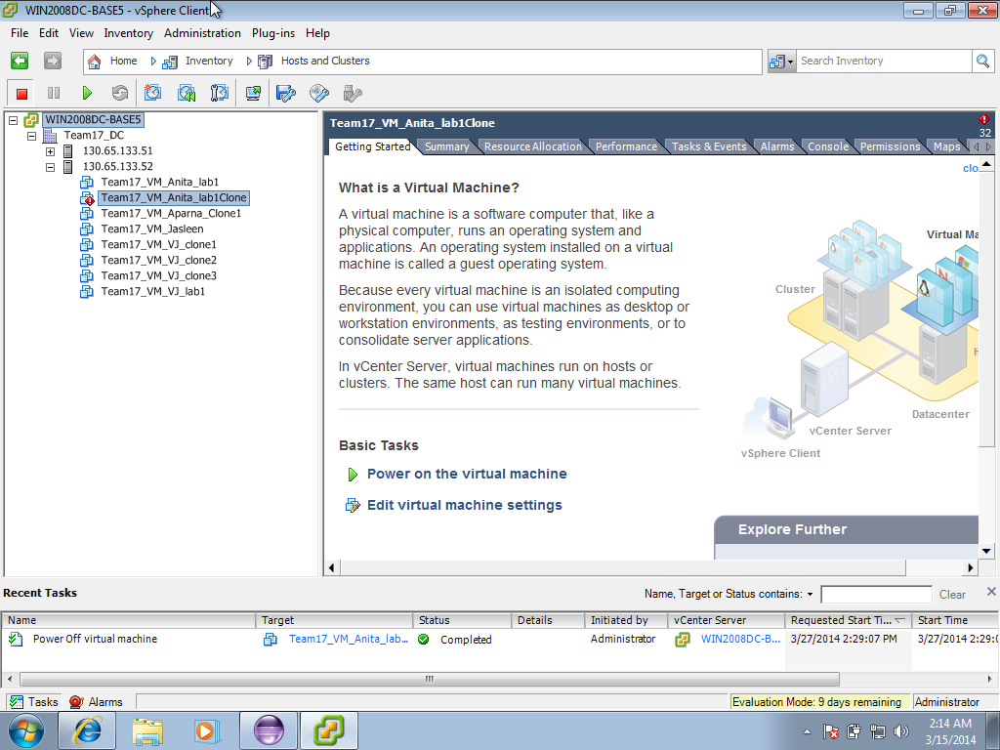 WIN2008DC-BASE5 - vSphere Client
File Edit View Inventory Administration Plug-ins Help
Home Inventory Hosts and Clusters Search Inventory
WIN2008DC-BASE5
Team17_DC
130.65.133.51
130.65.133.52
Team17_VM_Anita_lab1
Team17_VM_Anita_lab1Clone
Team17_VM_Aparna_Clone1
Team17_VM_Jasleen
Team17_VM_VJ_clone1
Team17_VM_VJ_clone2
Team17_VM_VJ_clone3
Team17_VM_VJ_lab1
Team17_VM_Anita_lab1Clone
32
Getting Started Summary Resource Allocation Performance Tasks & Events Alarms Console Permissions Maps
clo
What is a Virtual Machine?
A virtual machine is a software computer that, like a
physical computer, runs an operating system and
applications. An operating system installed on a virtual
machine is called a guest operating system.
Because every virtual machine is an isolated computing
environment, you can use virtual machines as desktop or
workstation environments, as testing environments, or to
consolidate server applications.
In vCenter Server, virtual machines run on hosts or
clusters. The same host can run many virtual machines.
Virtual Ma
Cluster
H
Datacenter
vCenter Server
vSphere Client
Basic Tasks
Power on the virtual machine
Edit virtual machine settings
Explore Further
Recent Tasks
Name, Target or Status contains: Clear
Name Target Status Details Initiated by vCenter Server Requested Start Ti... Start Time
Power Off virtual machine Team17_VM_Anita_lab... Completed Administrator WIN2008DC-B... 3/27/2014 2:29:07 PM 3/27/2014 2:29:0
Tasks Alarms Evaluation Mode: 9 days remaining Administrator
2:14 AM
3/15/2014